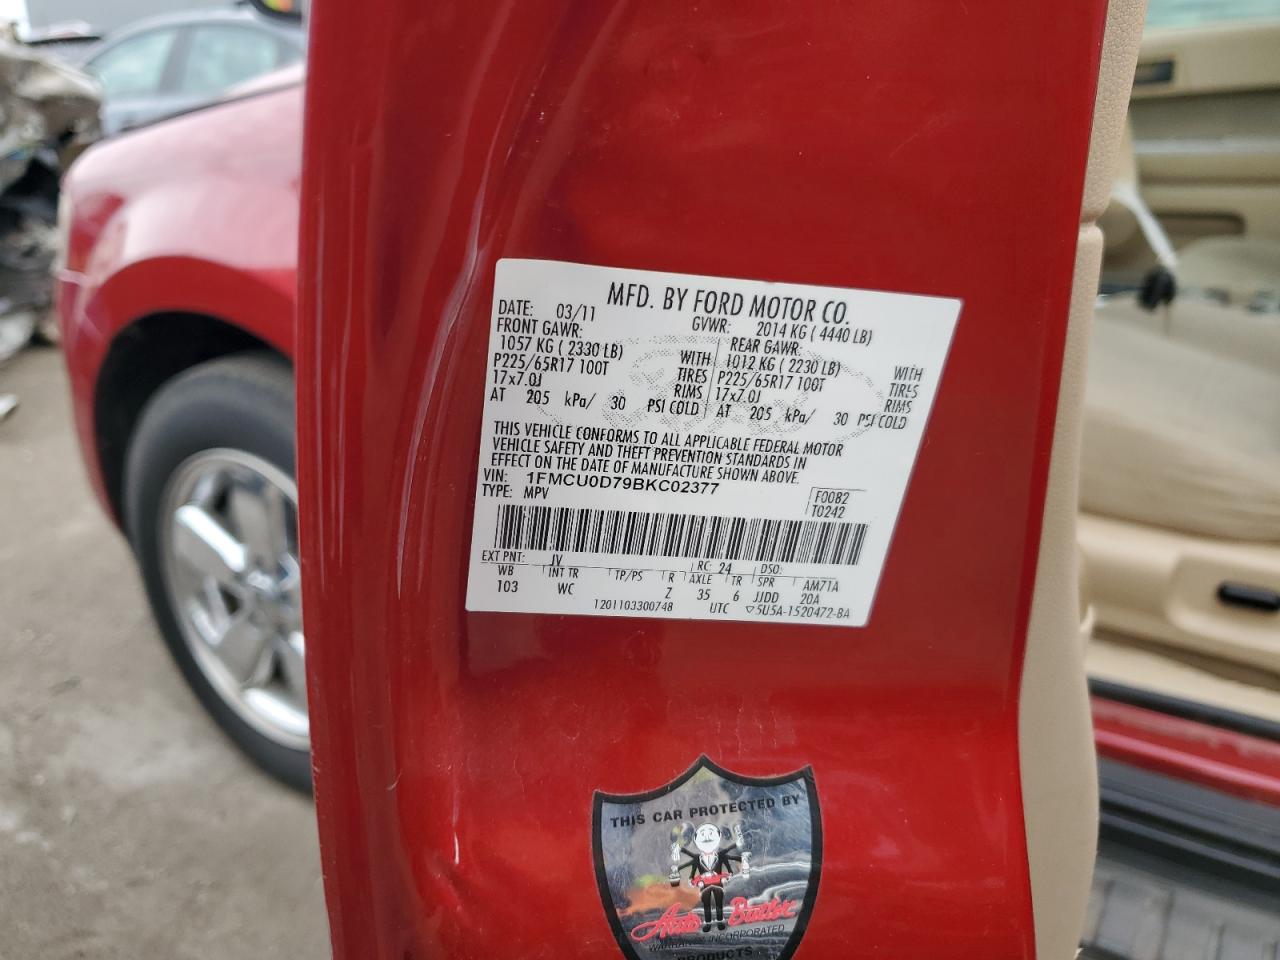 MFD. BY FORD MOTOR CO.
DATE: 03/11 GVWR: 2014 KG ( 4440 LB)
FRONT GAWR: REAR GAWR:
1057 KG ( 2330 LB) WITH 1012 KG ( 2230 LB) WITH
P225/65R17 100T TIRES P225/65R17 100T TIRES
17x7.0J RIMS 17x7.0J RIMS
AT 205 kPa/ 30 PSI COLD AT 205 kPa/ 30 PSI COLD
THIS VEHICLE CONFORMS TO ALL APPLICABLE FEDERAL MOTOR
VEHICLE SAFETY AND THEFT PREVENTION STANDARDS IN
EFFECT ON THE DATE OF MANUFACTURE SHOWN ABOVE.
VIN: 1FMCU0D79BKC02377
TYPE: MPV F0082
T0242
EXT PNT: JV RC: 24 DSO:
WB INT TR TP/PS R AXLE TR SPR AM71A
103 WC Z 35 6 JJDD 20A
1201103300748 UTC ▽5U5A-1520472-BA
THIS CAR PROTECTED BY
Auto Butler
INCORPORATED
PRODUCTS